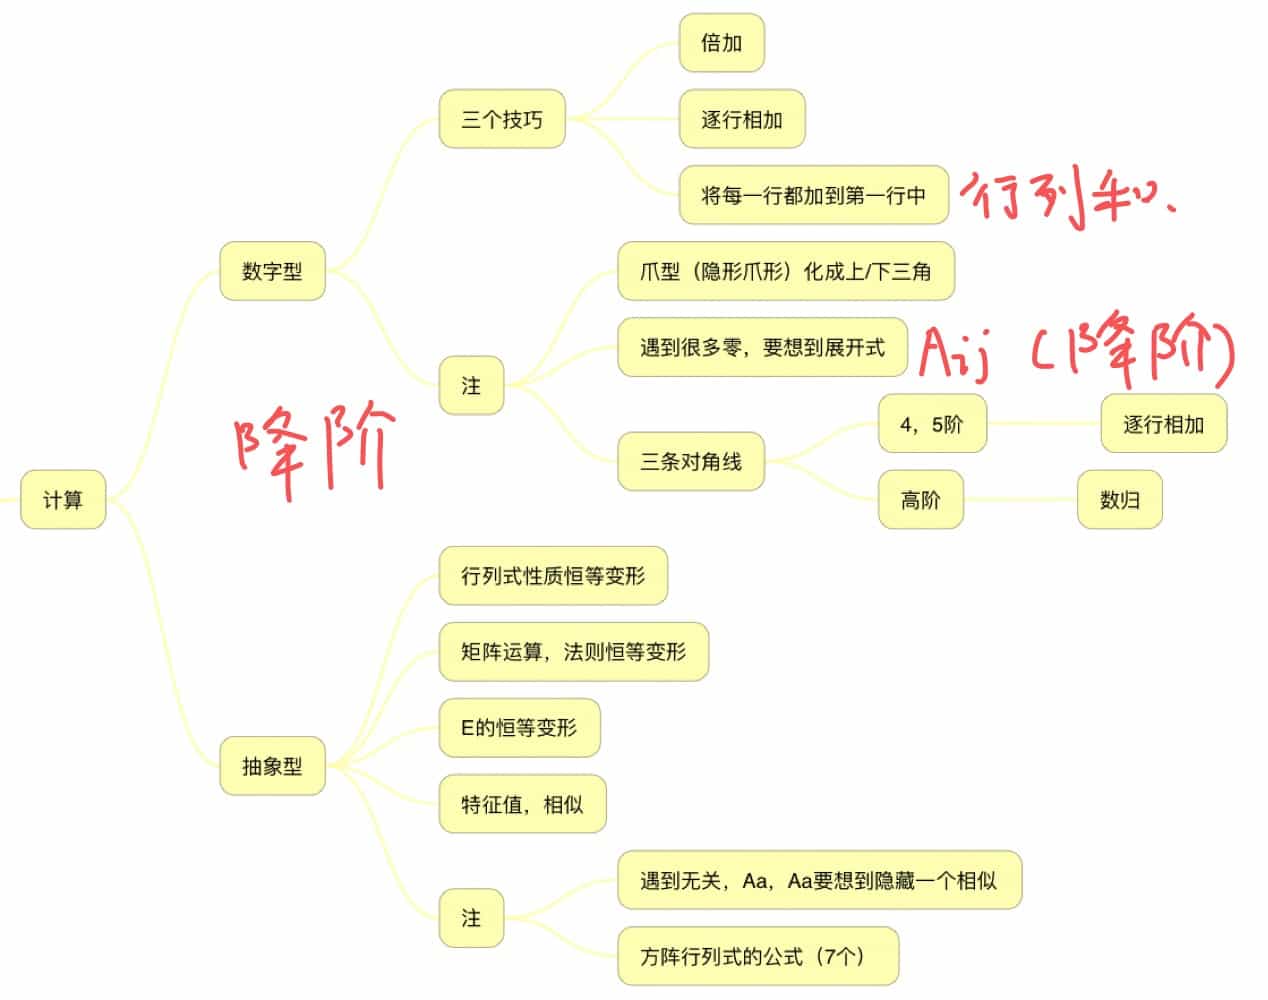 倍加
三个技巧
逐行相加
将每一行都加到第一行中
行列和、
数字型
爪型（隐形爪形）化成上/下三角
遇到很多零，要想到展开式
Aij（降阶）
注
4，5阶
逐行相加
降阶
三条对角线
计算
高阶
数归
行列式性质恒等变形
矩阵运算，法则恒等变形
E的恒等变形
抽象型
特征值，相似
遇到无关，Aa，Aa要想到隐藏一个相似
注
方阵行列式的公式（7个）